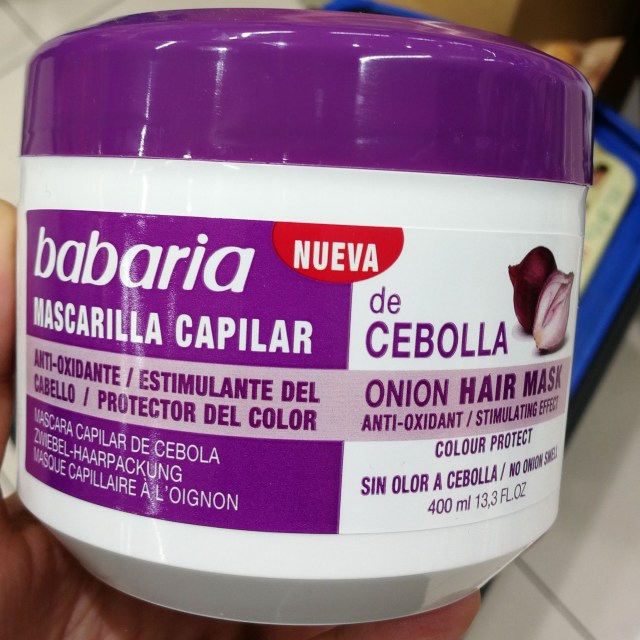 babaria
NUEVA
MASCARILLA CAPILAR
ANTI-OXIDANTE / ESTIMULANTE DEL
CABELLO / PROTECTOR DEL COLOR
MASCARA CAPILAR DE CEBOLA
ZWIEBEL-HAARPACKUNG
MASQUE CAPILLAIRE À L'OIGNON
de
CEBOLLA
ONION HAIR MASK
ANTI-OXIDANT / STIMULATING EFFECT
COLOUR PROTECT
SIN OLOR A CEBOLLA / NO ONION SMELL
400 ml 13,3 FL.OZ